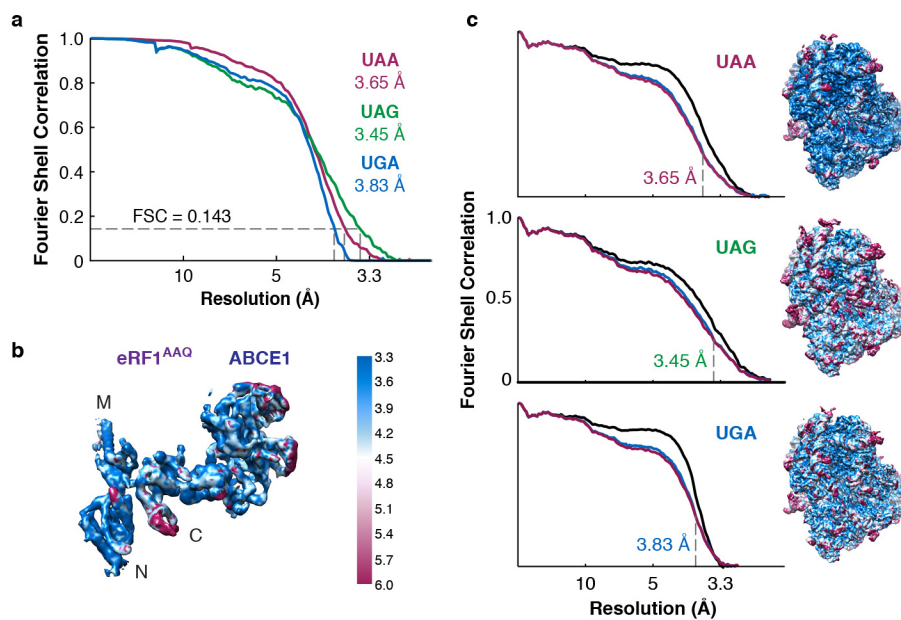 a
Fourier Shell Correlation
1.0
0.8
0.6
0.4
0.2
0
UAA
3.65 Å
UAG
3.45 Å
UGA
3.83 Å
FSC = 0.143
10
5
3.3
Resolution (Å)
b
eRF1AAQ
ABCE1
M
C
N
3.3
3.6
3.9
4.2
4.5
4.8
5.1
5.4
5.7
6.0
c
UAA
3.65 Å
Fourier Shell Correlation
1.0
0.5
0
UAG
3.45 Å
UGA
3.83 Å
10
5
3.3
Resolution (Å)